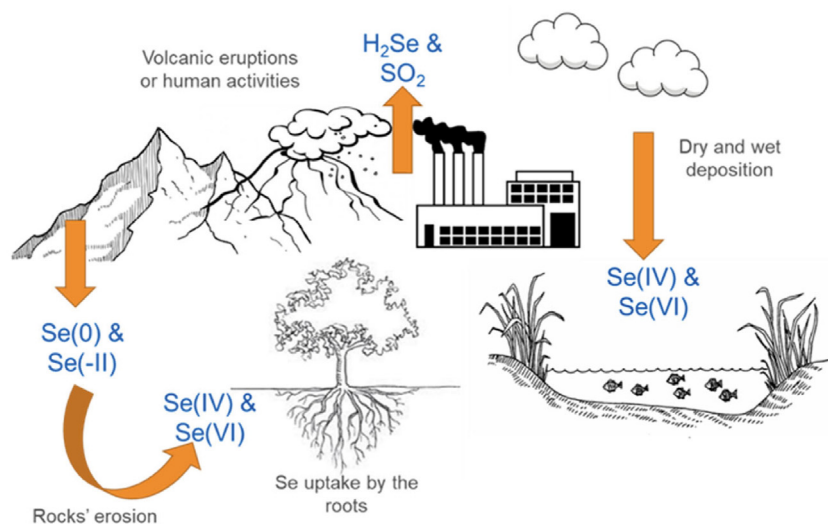 Volcanic eruptions
or human activities
H₂Se &
SO₂
Dry and wet
deposition
Se(IV) &
Se(VI)
Se(0) &
Se(-II)
Se(IV) &
Se(VI)
Se uptake by the
roots
Rocks' erosion